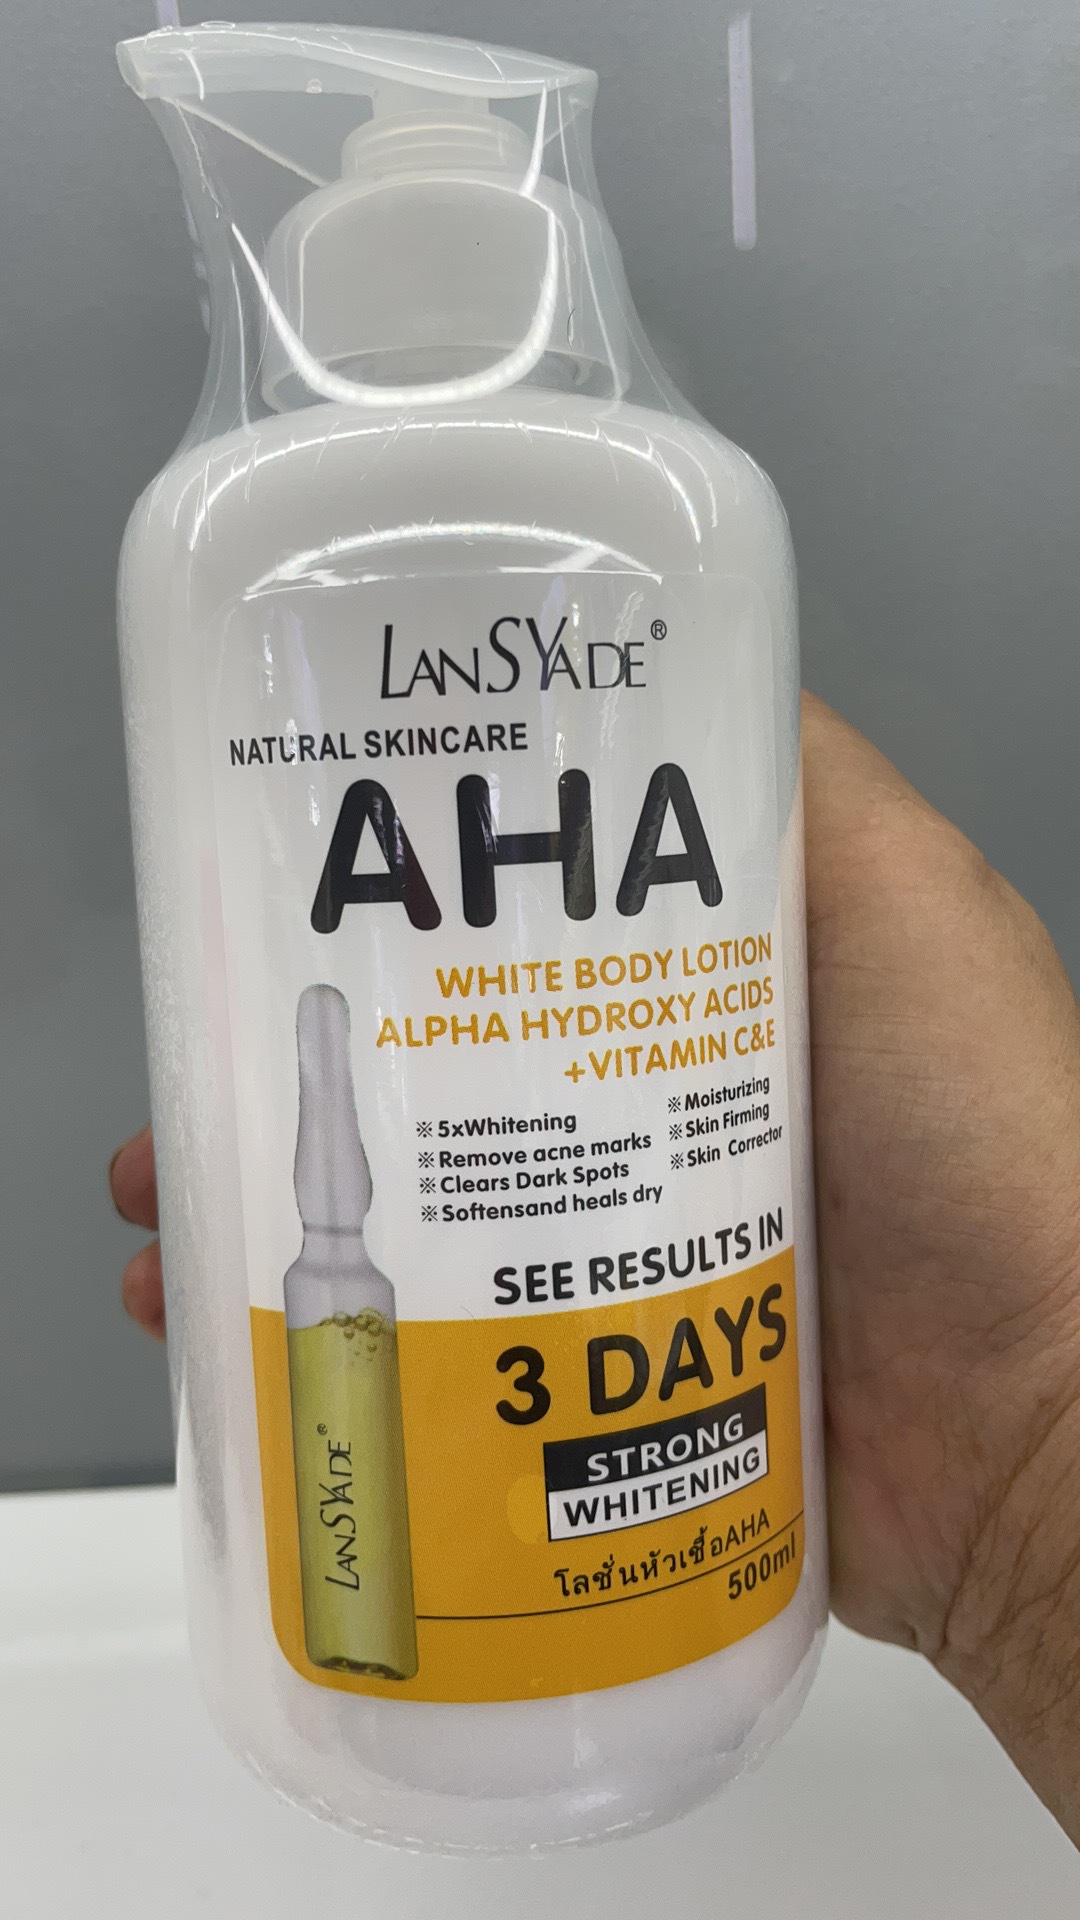 LANSYADE®
NATURAL SKINCARE
AHA
WHITE BODY LOTION
ALPHA HYDROXY ACIDS
+VITAMIN C&E
※5xWhitening
※Remove acne marks
※Clears Dark Spots
※Softensand heals dry
※Moisturizing
※Skin Firming
※Skin Corrector
SEE RESULTS IN
3 DAYS
STRONG
WHITENING
โลชั่นหัวเชื้อAHA
500ml
LANSYADE®